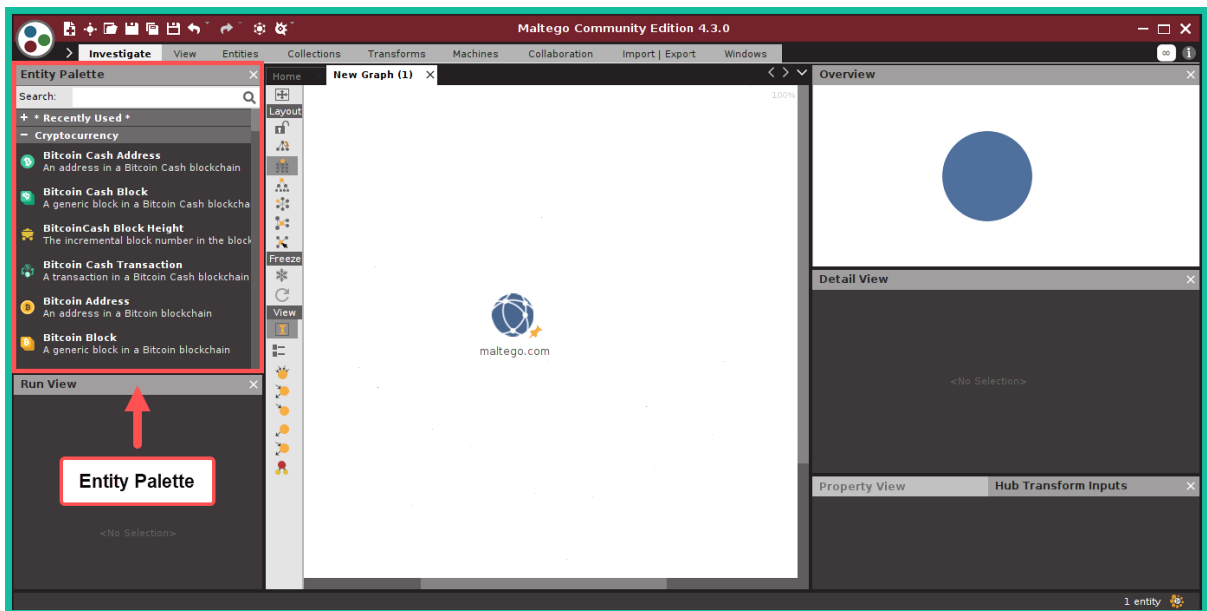 Maltego Community Edition 4.3.0
Investigate View Entities Collections Transforms Machines Collaboration Import | Export Windows
Entity Palette
Search:
+ * Recently Used *
− Cryptocurrency
Bitcoin Cash Address
An address in a Bitcoin Cash blockchain
Bitcoin Cash Block
A generic block in a Bitcoin Cash blockcha
BitcoinCash Block Height
The incremental block number in the block
Bitcoin Cash Transaction
A transaction in a Bitcoin Cash blockchain
Bitcoin Address
An address in a Bitcoin blockchain
Bitcoin Block
A generic block in a Bitcoin blockchain
Run View
Entity Palette
<No Selection>
Home New Graph (1)
100%
Layout
Freeze
View
maltego.com
Overview
Detail View
<No Selection>
Property View Hub Transform Inputs
1 entity